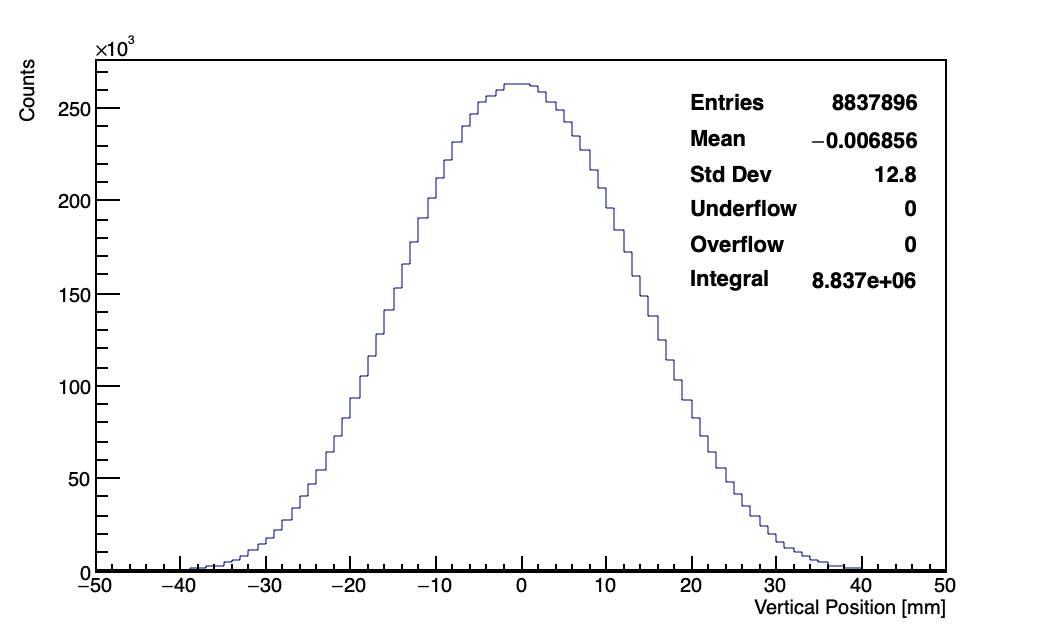 ×10³
Counts
250
200
150
100
50
0
Entries 8837896
Mean −0.006856
Std Dev 12.8
Underflow 0
Overflow 0
Integral 8.837e+06
−50 −40 −30 −20 −10 0 10 20 30 40 50
Vertical Position [mm]